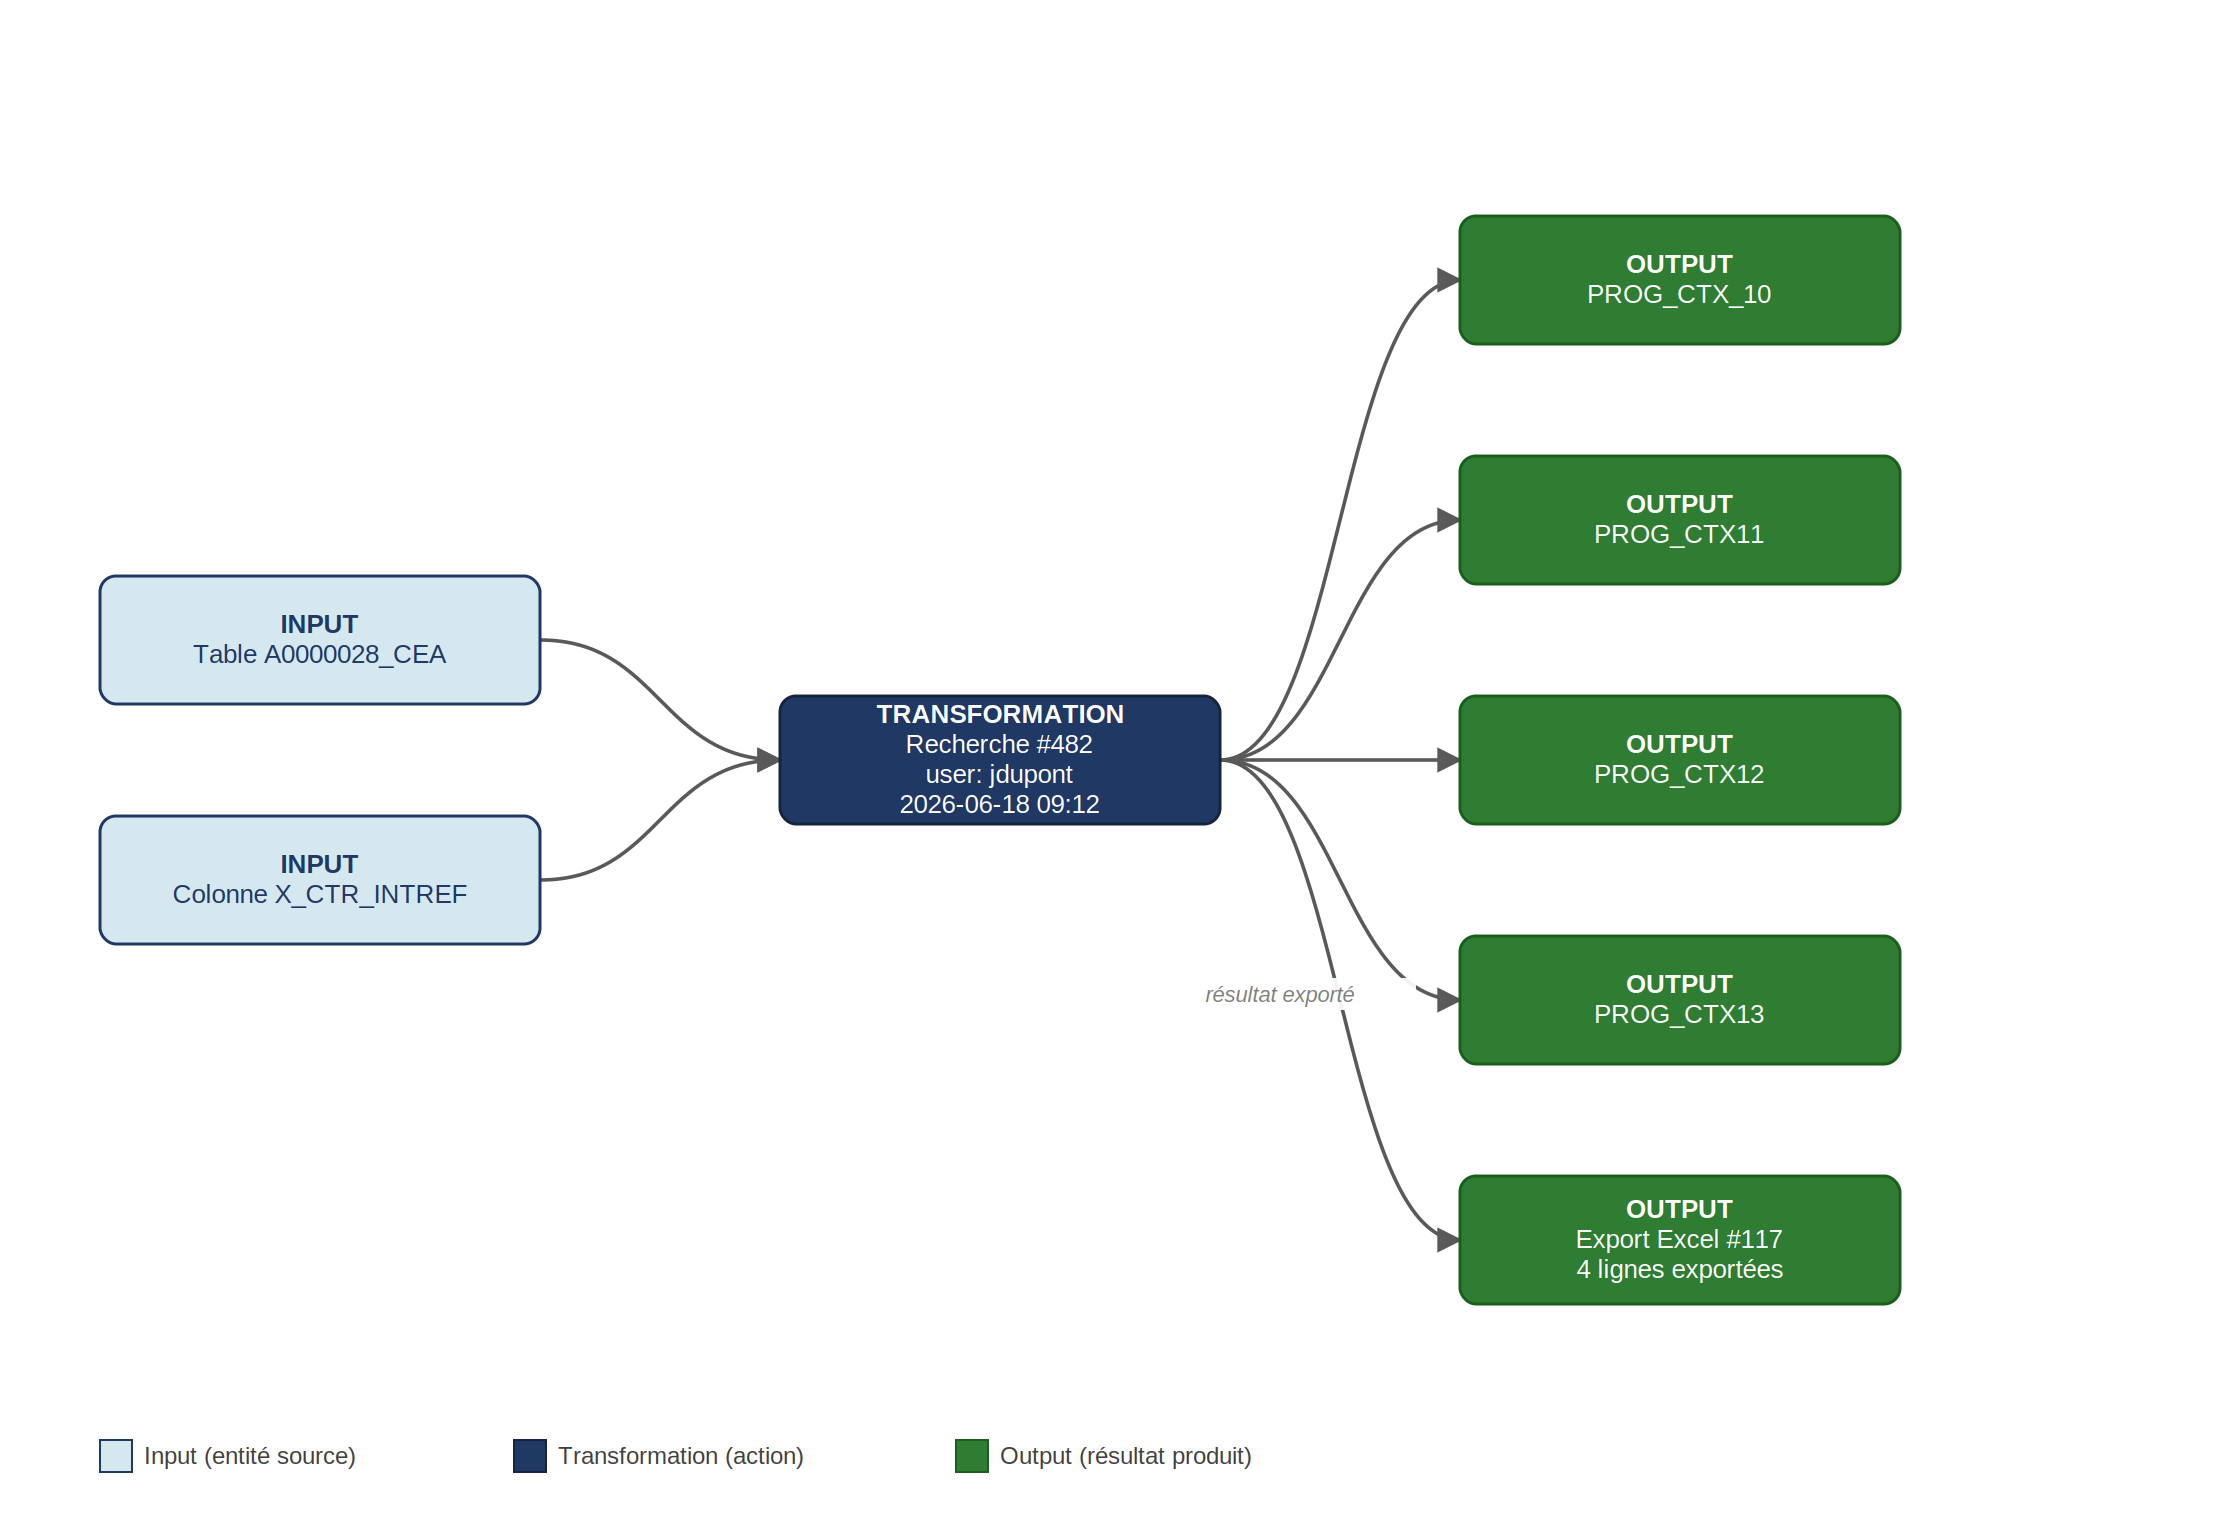 INPUT
Table A0000028_CEA
INPUT
Colonne X_CTR_INTREF
TRANSFORMATION
Recherche #482
user: jdupont
2026-06-18 09:12
OUTPUT
PROG_CTX_10
OUTPUT
PROG_CTX11
OUTPUT
PROG_CTX12
OUTPUT
PROG_CTX13
résultat exporté
OUTPUT
Export Excel #117
4 lignes exportées
Input (entité source)
Transformation (action)
Output (résultat produit)